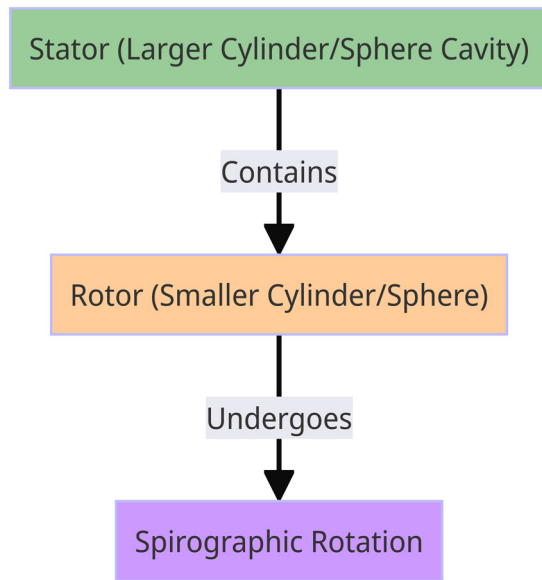 Stator (Larger Cylinder/Sphere Cavity)
Contains
Rotor (Smaller Cylinder/Sphere)
Undergoes
Spirographic Rotation